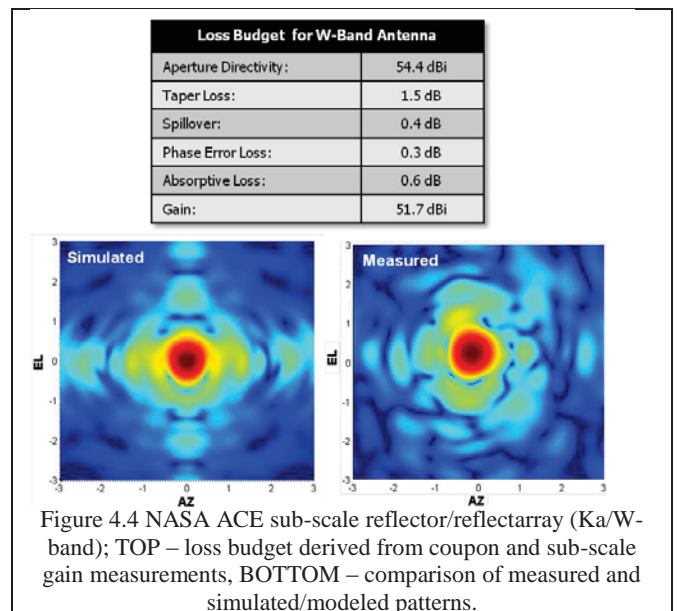 Loss Budget for W-Band Antenna
Aperture Directivity: 54.4 dBi
Taper Loss: 1.5 dB
Spillover: 0.4 dB
Phase Error Loss: 0.3 dB
Absorptive Loss: 0.6 dB
Gain: 51.7 dBi
Simulated
3
2
1
0
-1
-2
-3
EL
-3 -2 -1 0 1 2 3
AZ
Measured
3
2
1
0
-1
-2
-3
EL
-3 -2 -1 0 1 2 3
AZ
Figure 4.4 NASA ACE sub-scale reflector/reflectarray (Ka/W-
band); TOP – loss budget derived from coupon and sub-scale
gain measurements, BOTTOM – comparison of measured and
simulated/modeled patterns.